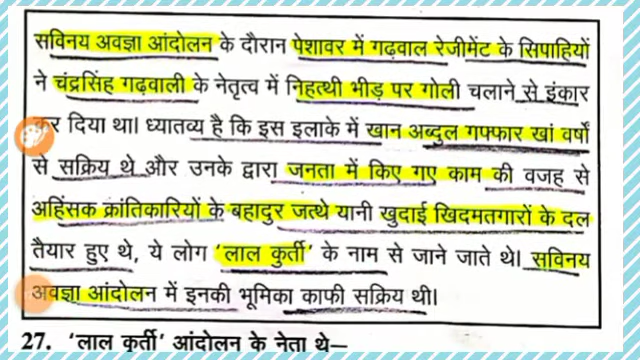 सविनय अवज्ञा आंदोलन के दौरान पेशावर में गढ़वाल रेजीमेंट के सिपाहियों
ने चंद्रसिंह गढ़वाली के नेतृत्व में निहत्थी भीड़ पर गोली चलाने से इंकार
कर दिया था। ध्यातव्य है कि इस इलाके में खान अब्दुल गफ्फार खां वर्षों
से सक्रिय थे और उनके द्वारा जनता में किए गए काम की वजह से
अहिंसक क्रांतिकारियों के बहादुर जत्थे यानी खुदाई खिदमतगारों के दल
तैयार हुए थे, ये लोग 'लाल कुर्ती' के नाम से जाने जाते थे। सविनय
अवज्ञा आंदोलन में इनकी भूमिका काफी सक्रिय थी।
27. 'लाल कुर्ती' आंदोलन के नेता थे–